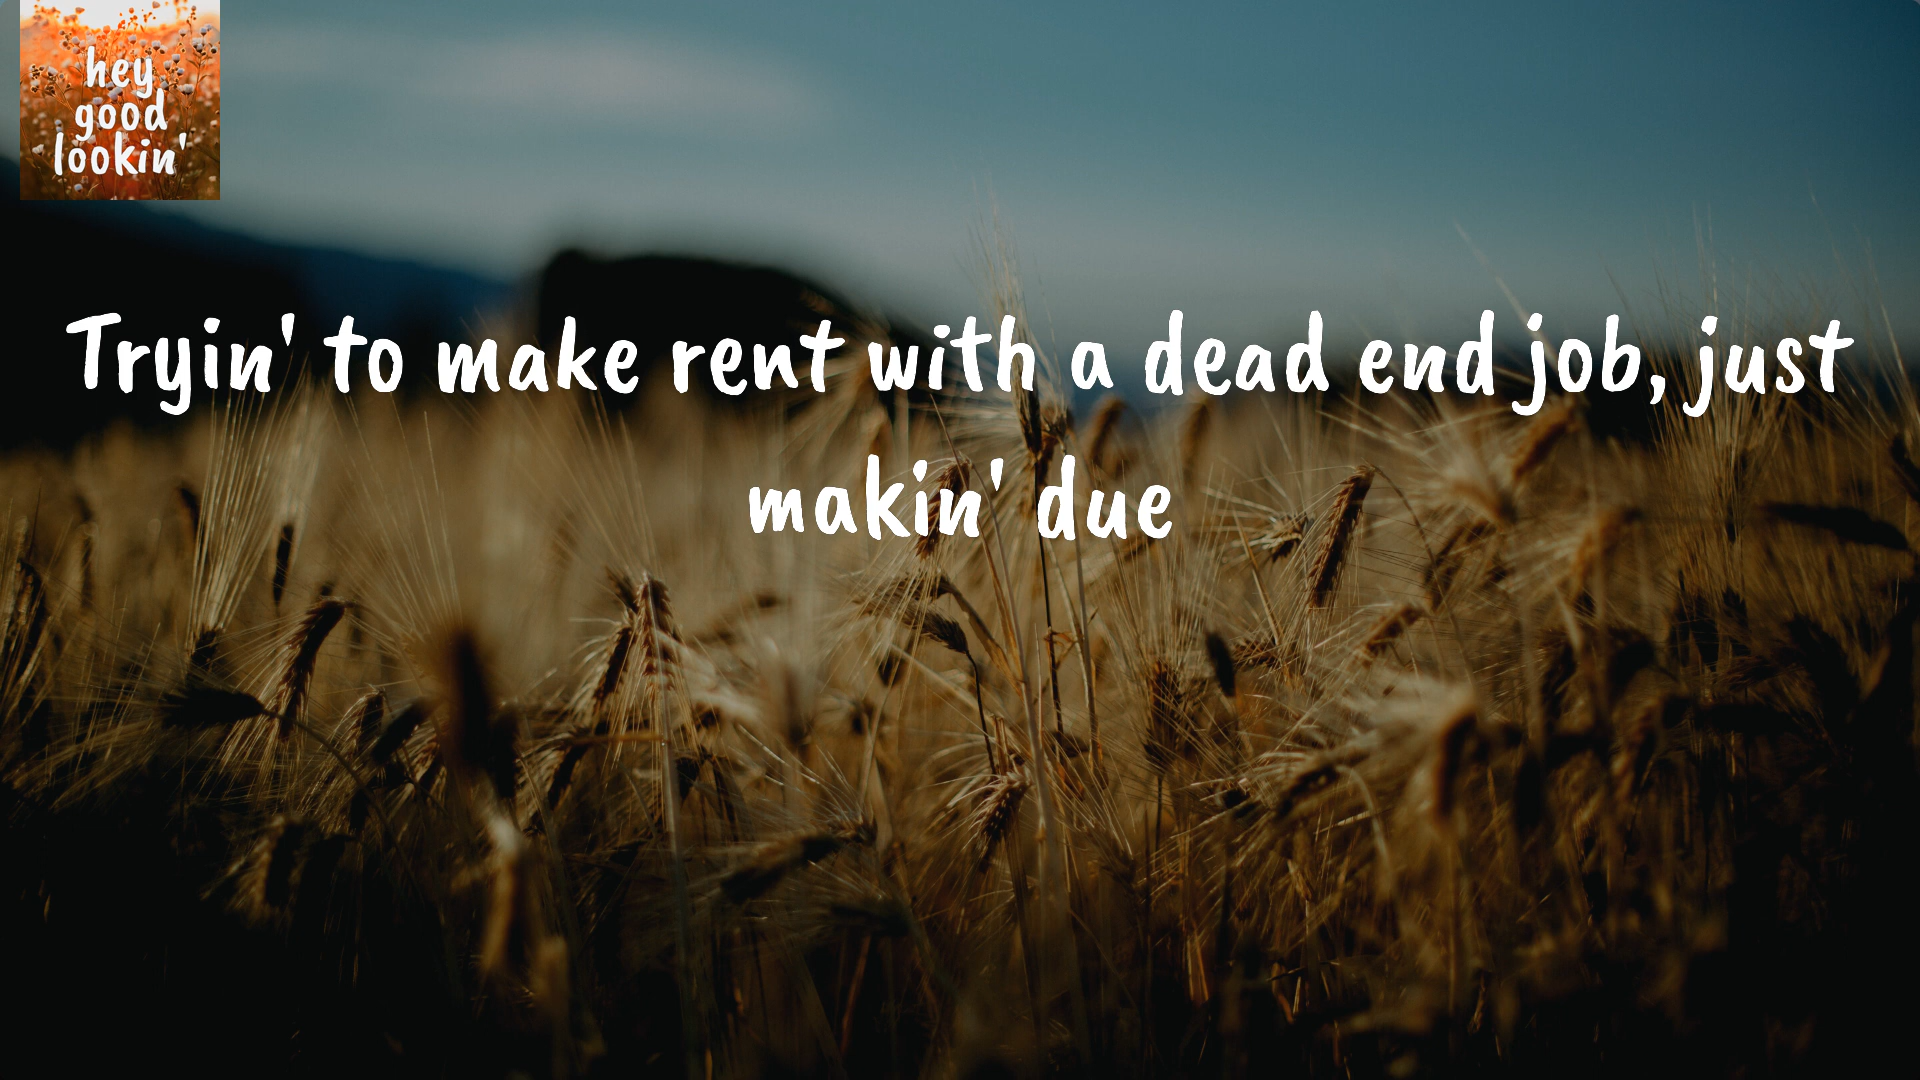 hey
good
lookin'
Tryin' to make rent with a dead end job, just
makin' due